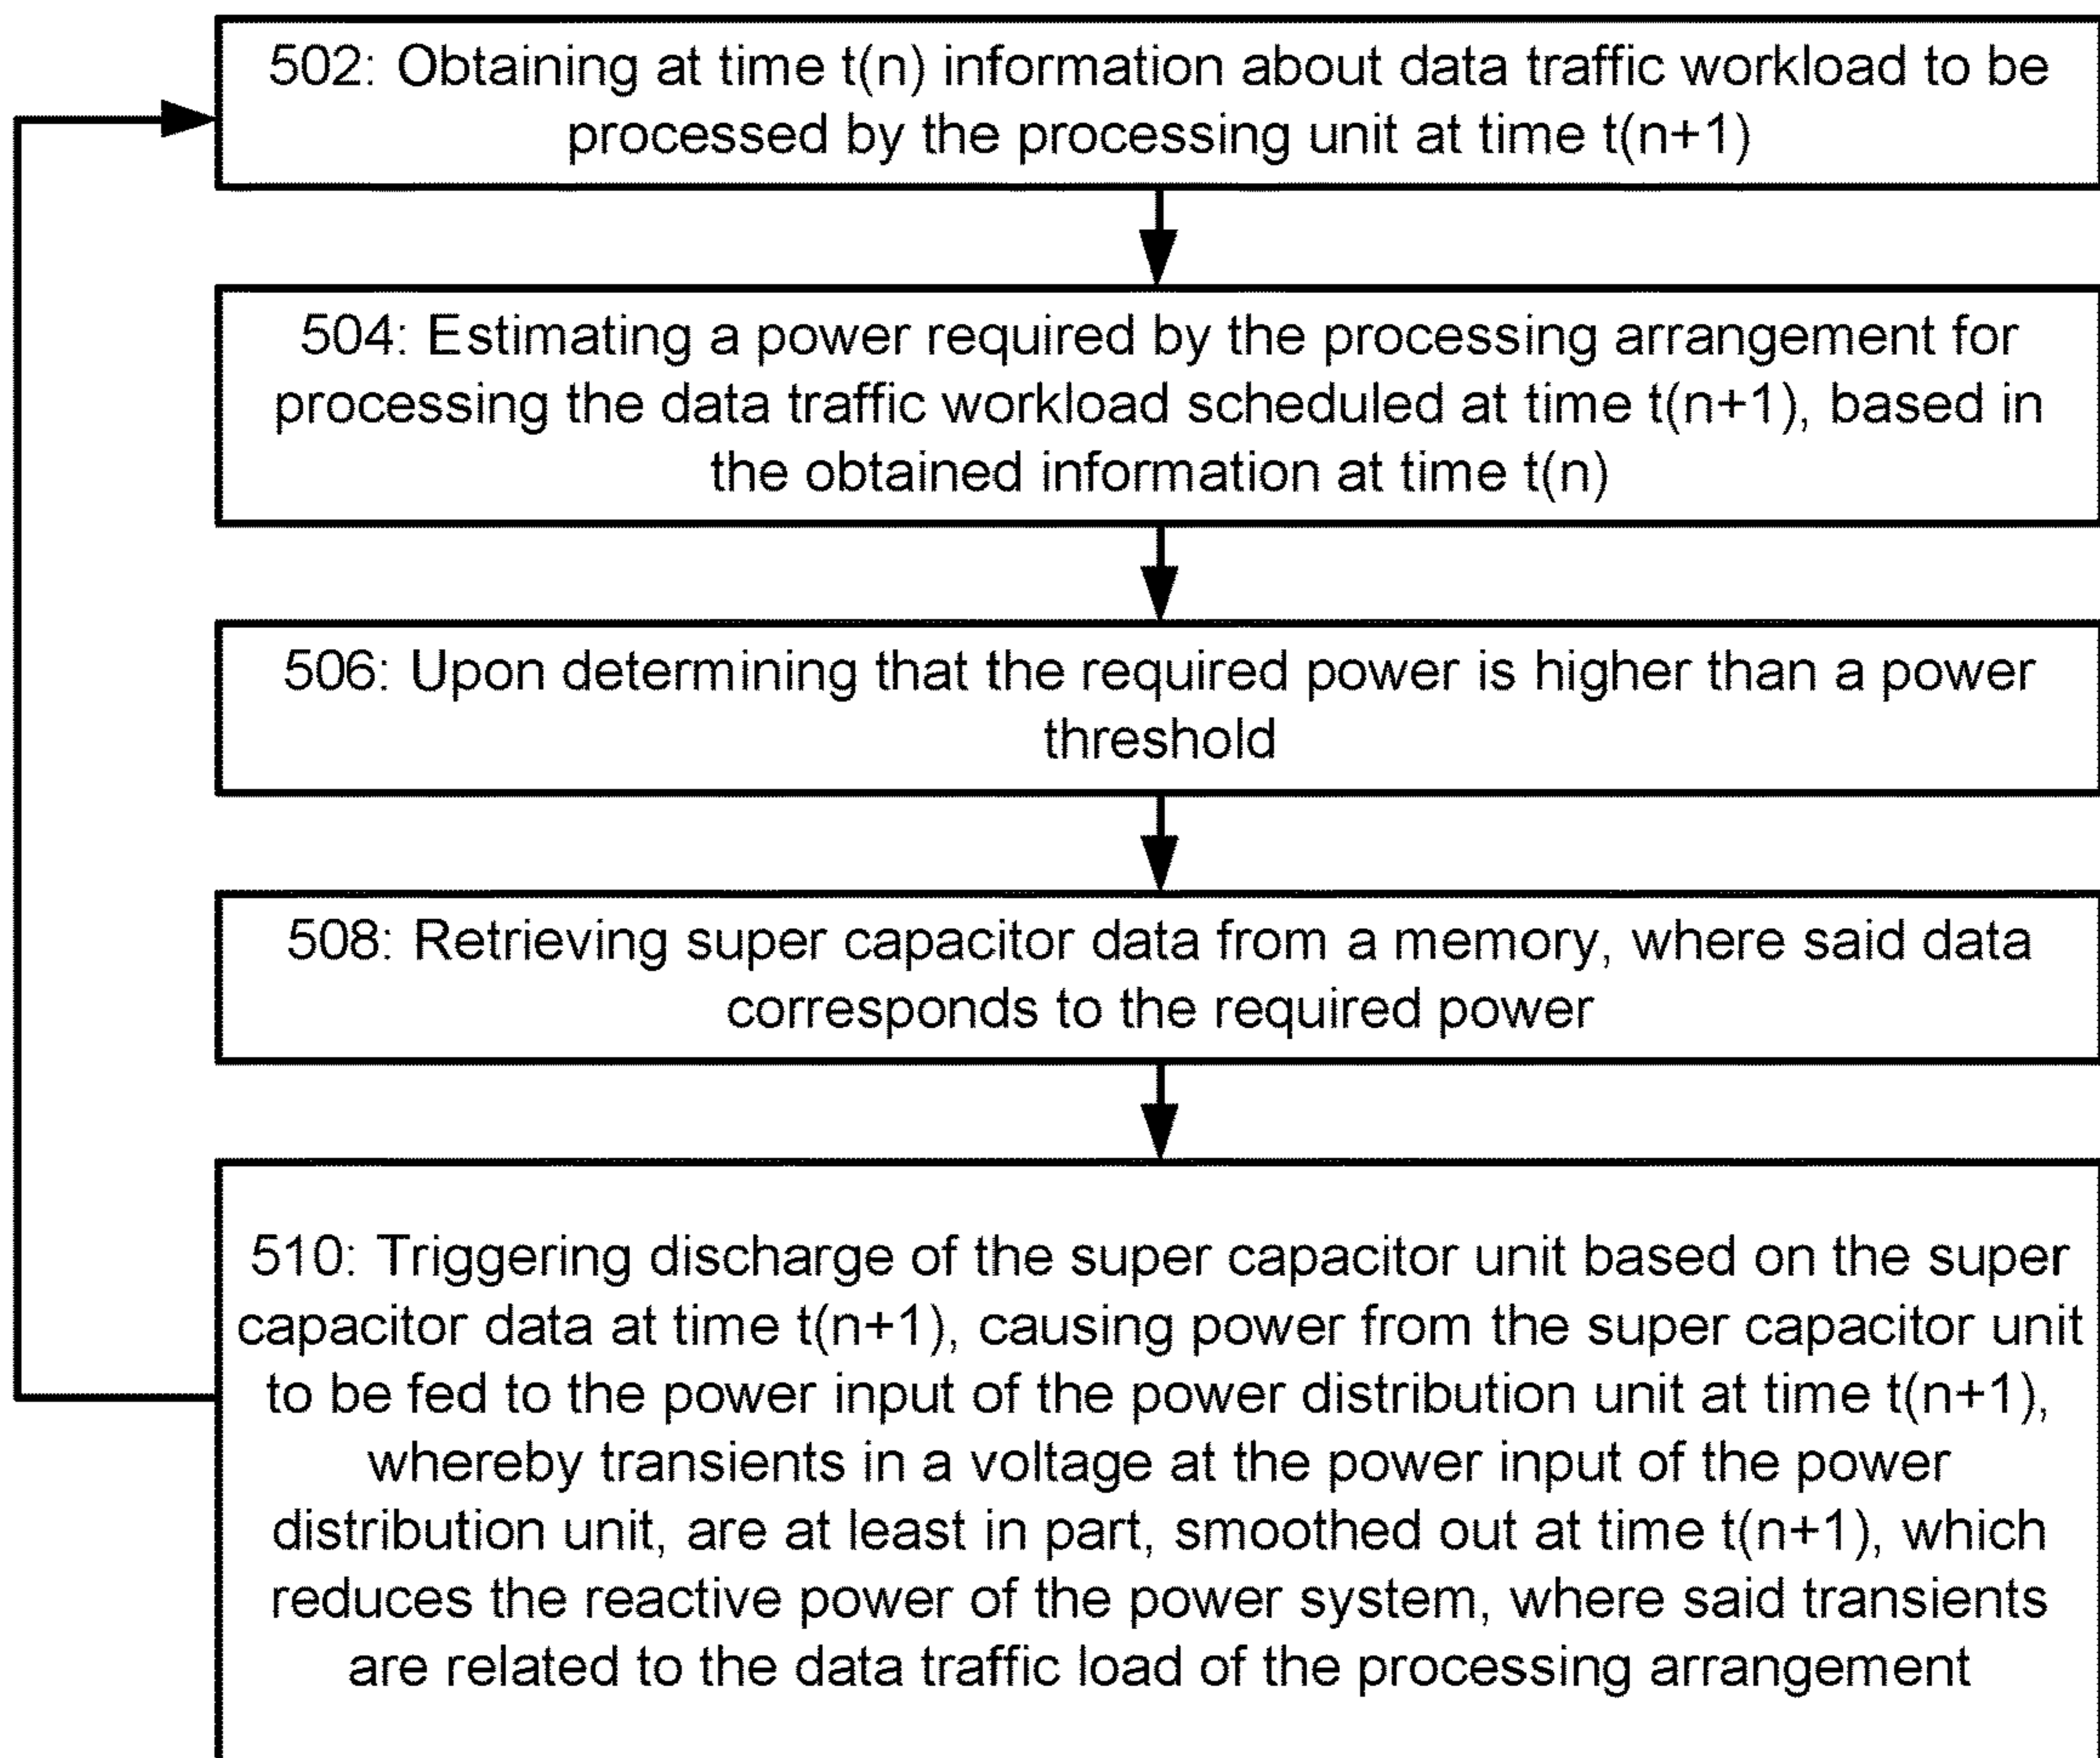 502: Obtaining at time t(n) information about data traffic workload to be
processed by the processing unit at time t(n+1)
504: Estimating a power required by the processing arrangement for
processing the data traffic workload scheduled at time t(n+1), based in
the obtained information at time t(n)
506: Upon determining that the required power is higher than a power
threshold
508: Retrieving super capacitor data from a memory, where said data
corresponds to the required power
510: Triggering discharge of the super capacitor unit based on the super
capacitor data at time t(n+1), causing power from the super capacitor unit
to be fed to the power input of the power distribution unit at time t(n+1),
whereby transients in a voltage at the power input of the power
distribution unit, are at least in part, smoothed out at time t(n+1), which
reduces the reactive power of the power system, where said transients
are related to the data traffic load of the processing arrangement